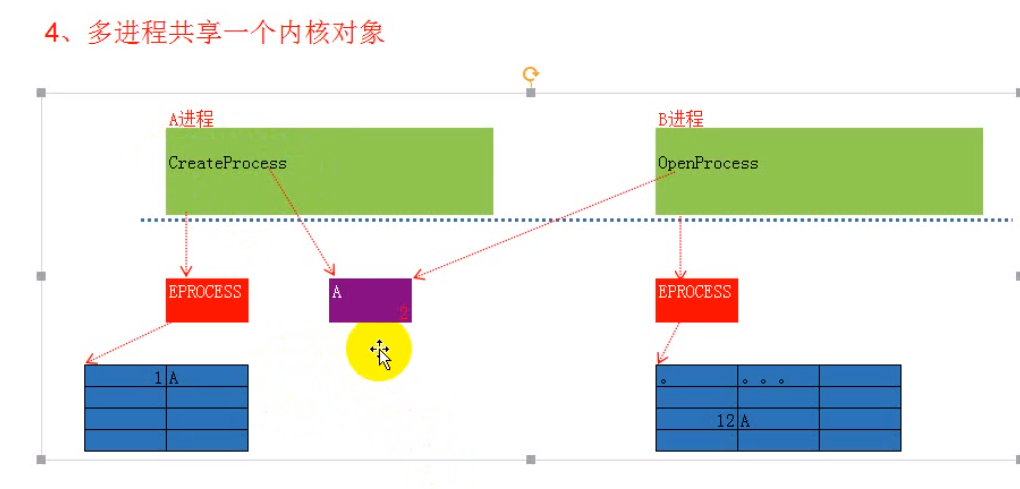 4、多进程共享一个内核对象
A进程
B进程
CreateProcess
OpenProcess
EPROCESS
A
2
EPROCESS
1 A
。 。。。
12 A